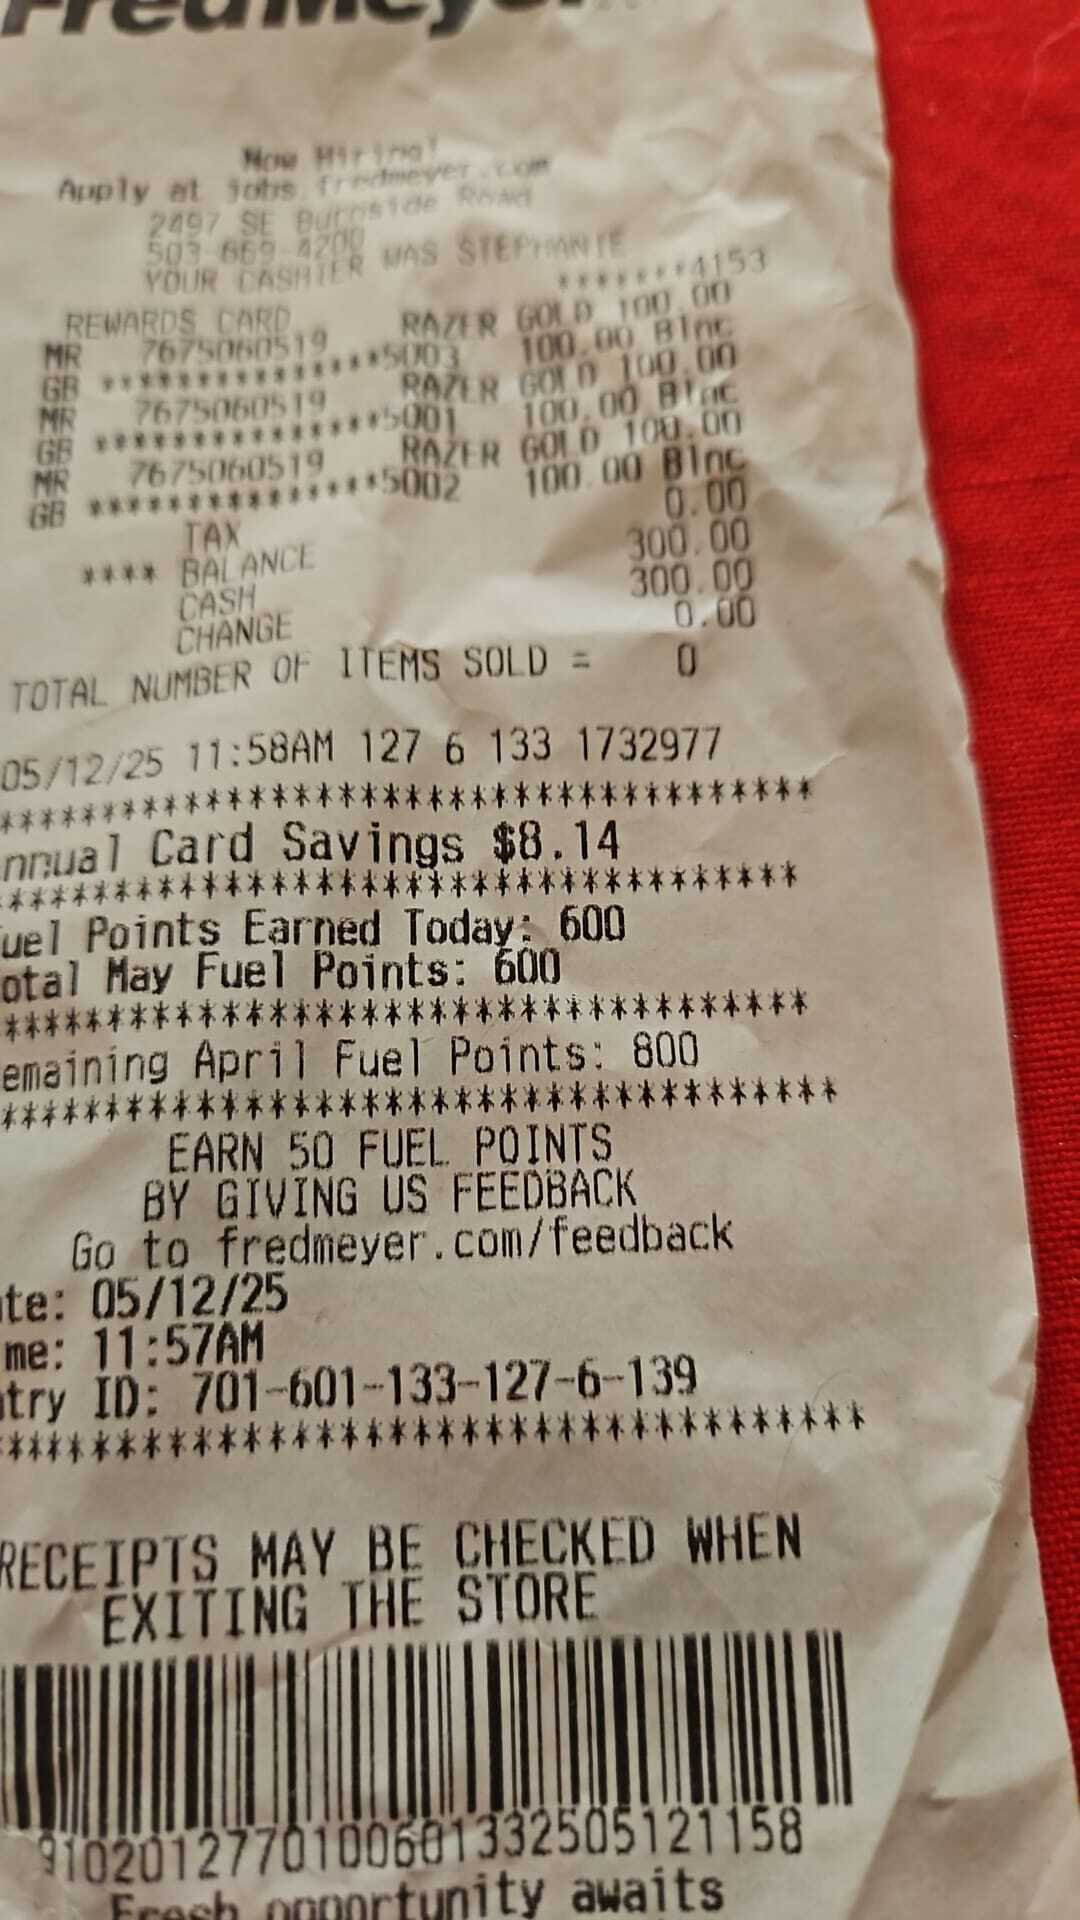 Fred Meyer
Now Hiring!
Apply at jobs.fredmeyer.com
2497 SE Burnside Road
503-669-4200
YOUR CASHIER WAS STEPHANIE
REWARDS CARD *******4153
MR 7675060519 RAZER GOLD 100.00
GB ***************5003 100.00 Blnc
MR 7675060519 RAZER GOLD 100.00
GB ***************5001 100.00 Blnc
MR 7675060519 RAZER GOLD 100.00
GB ***************5002 100.00 Blnc
TAX 0.00
**** BALANCE 300.00
CASH 300.00
CHANGE 0.00
TOTAL NUMBER OF ITEMS SOLD = 0
05/12/25 11:58AM 127 6 133 1732977
***************************************
nnual Card Savings $8.14
***************************************
uel Points Earned Today: 600
otal May Fuel Points: 600
***************************************
emaining April Fuel Points: 800
***************************************
EARN 50 FUEL POINTS
BY GIVING US FEEDBACK
Go to fredmeyer.com/feedback
te: 05/12/25
me: 11:57AM
try ID: 701-601-133-127-6-139
***************************************
RECEIPTS MAY BE CHECKED WHEN
EXITING THE STORE
9102012770100601332505121158
Fresh opportunity awaits